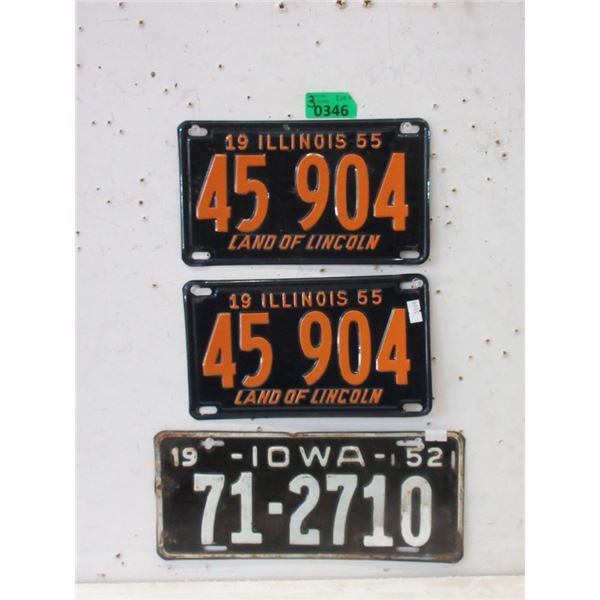 3
0346
19 ILLINOIS 55
45 904
LAND OF LINCOLN
19 ILLINOIS 55
45 904
LAND OF LINCOLN
19 - IOWA - 52
71-2710